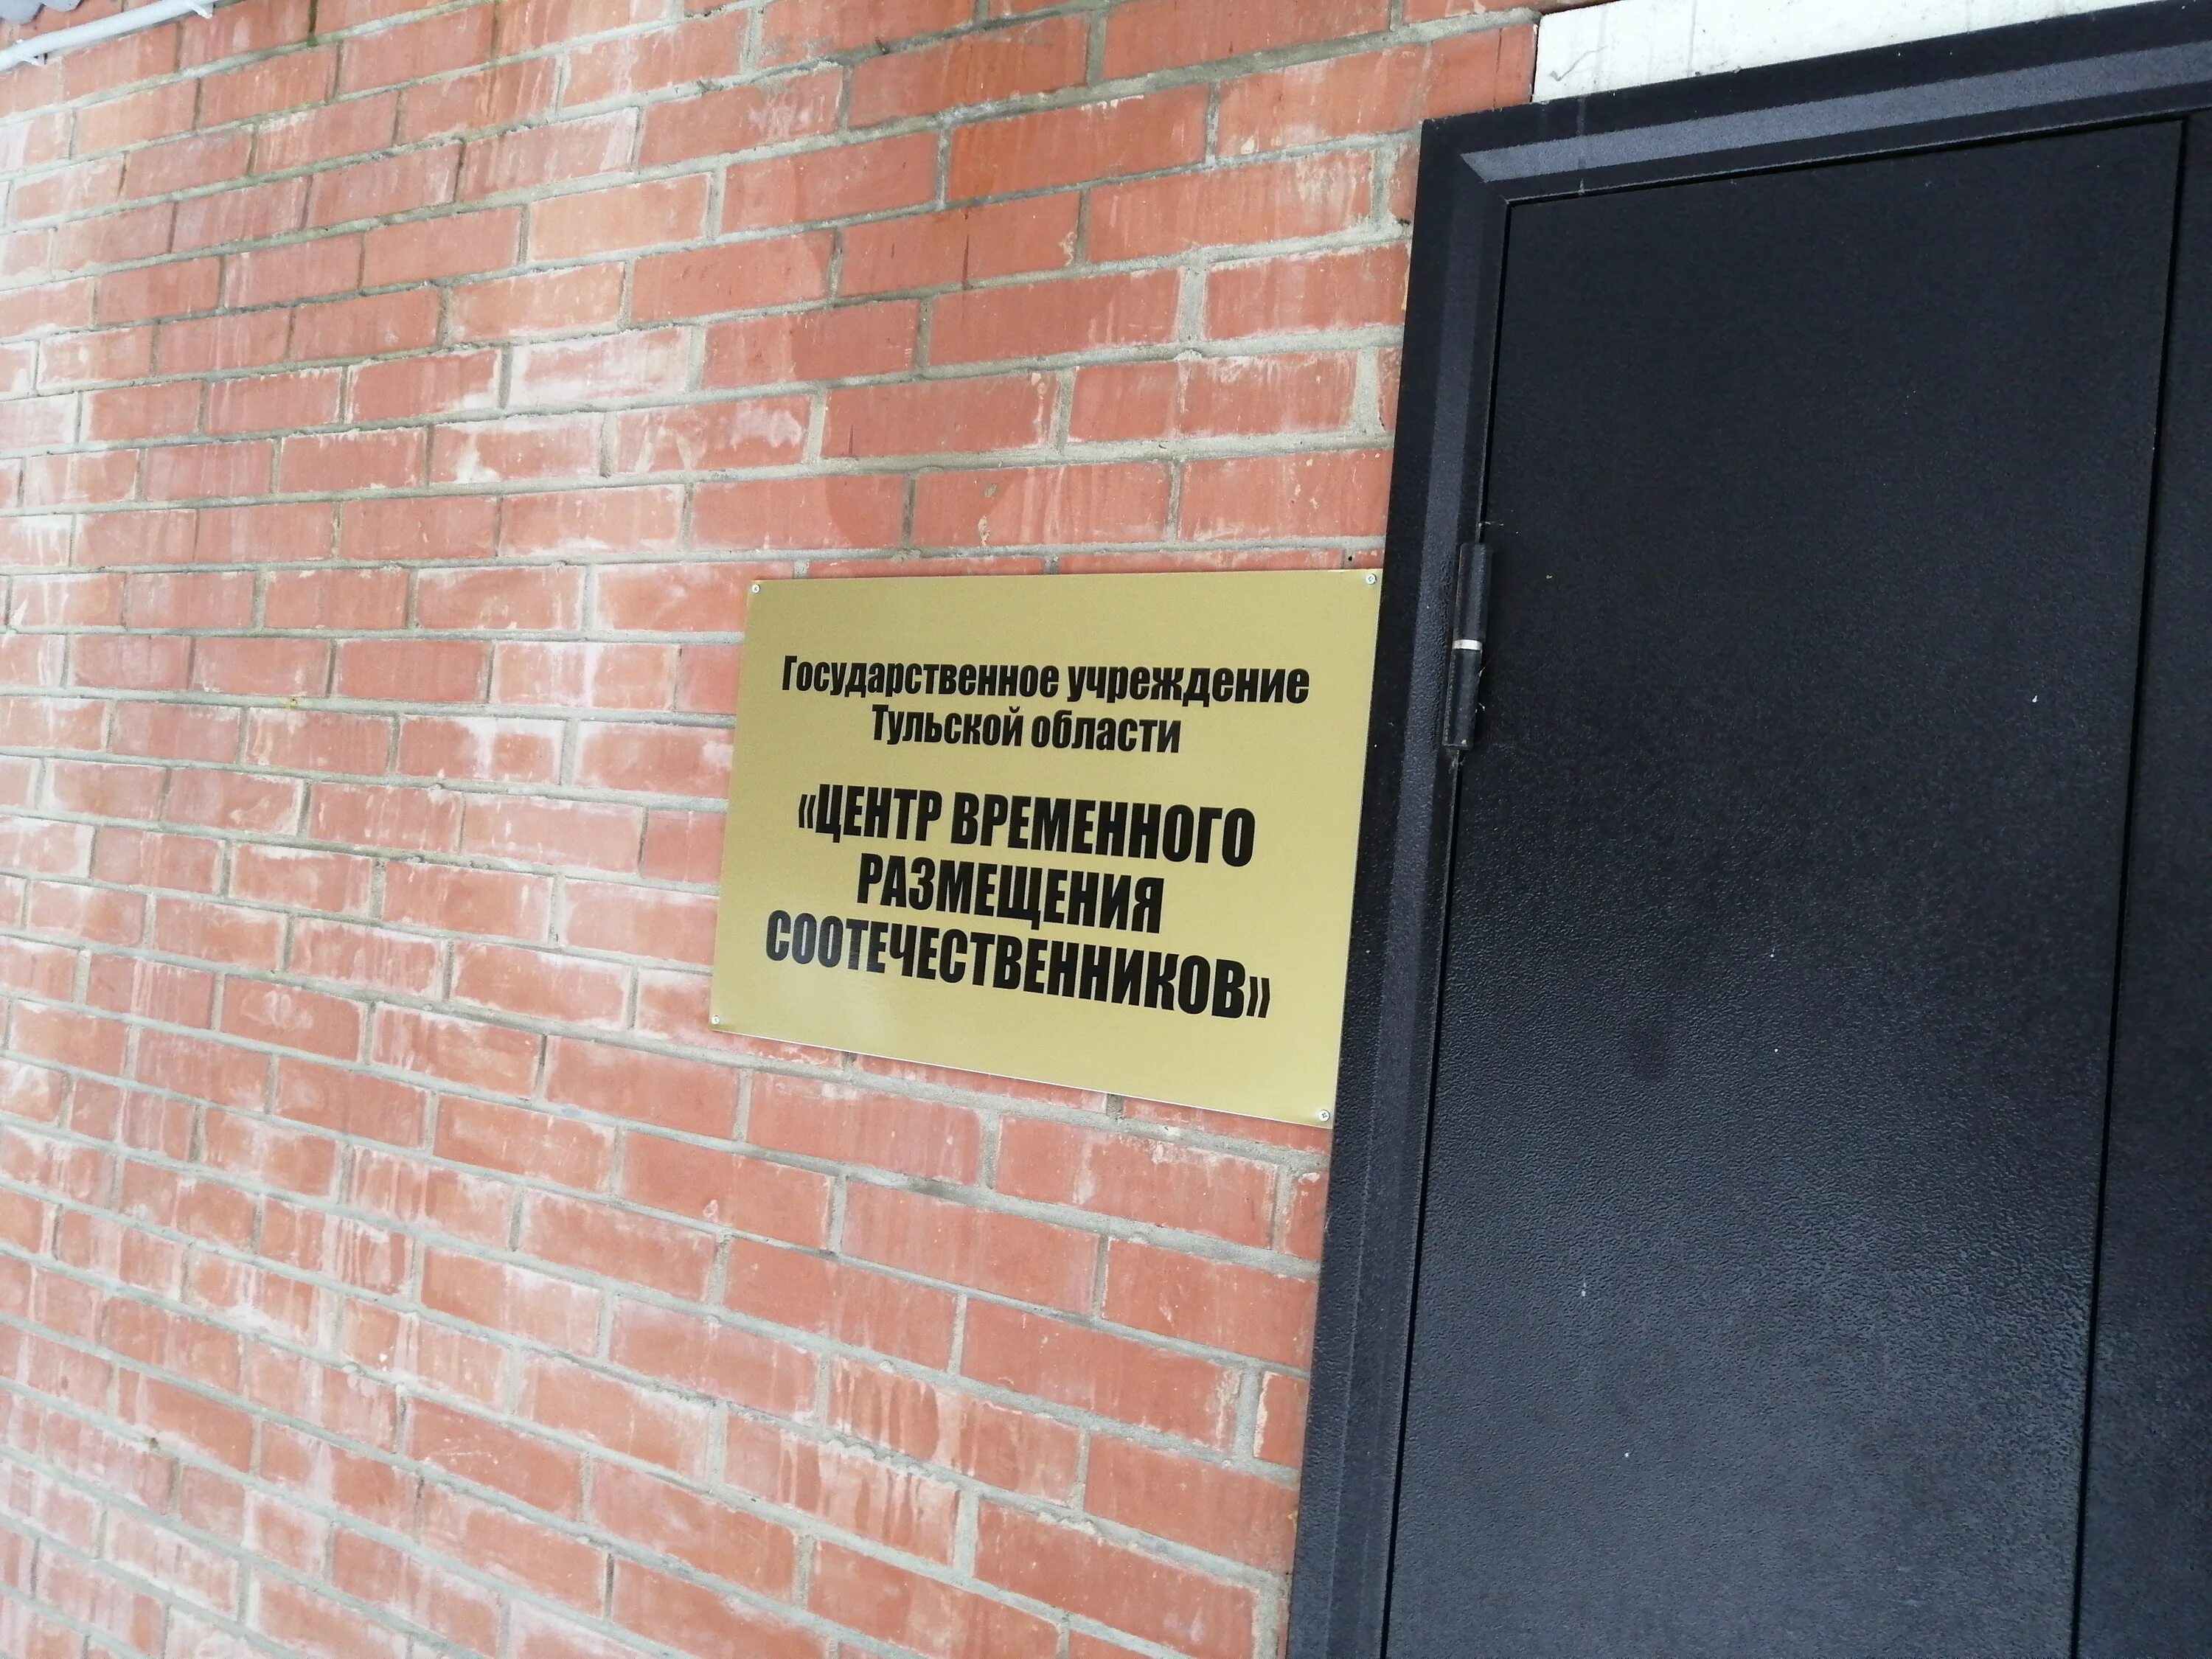 Государственное учреждение
Тульской области
«ЦЕНТР ВРЕМЕННОГО
РАЗМЕЩЕНИЯ
СООТЕЧЕСТВЕННИКОВ»